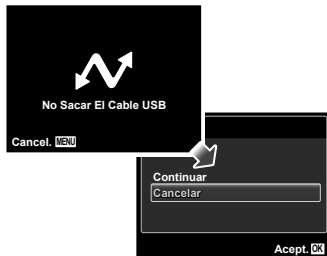 No Sacar El Cable USB
Cancel. MENU
Continuar
Cancelar
Acept. OK